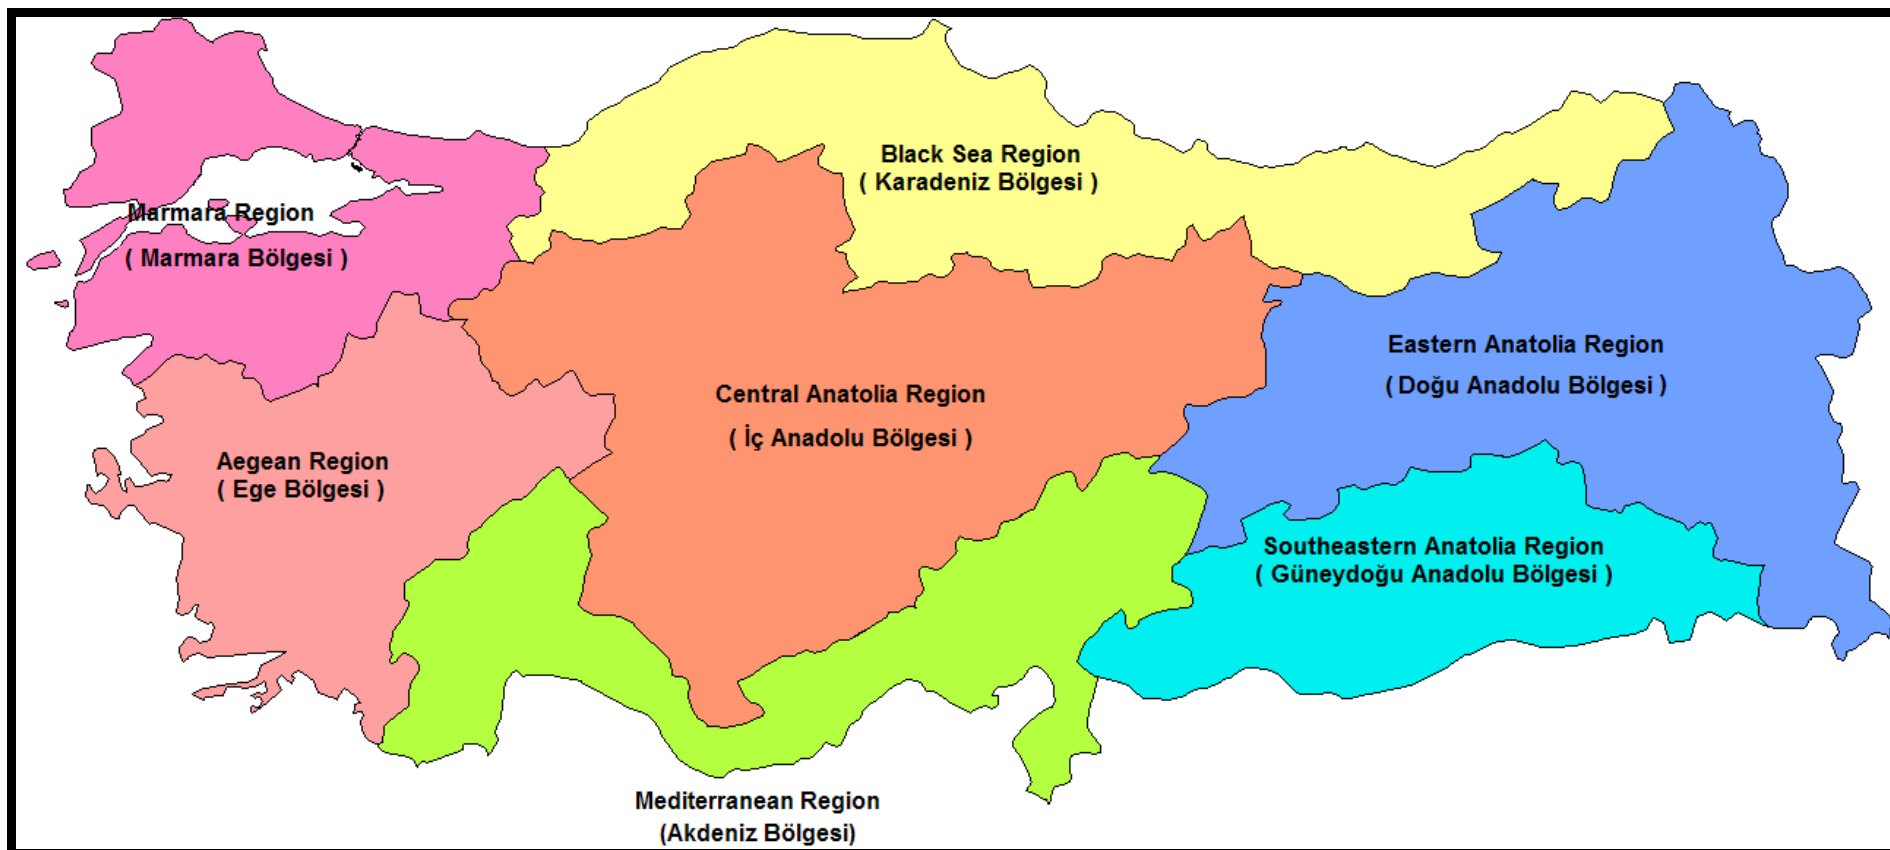 Black Sea Region
( Karadeniz Bölgesi )
Marmara Region
( Marmara Bölgesi )
Eastern Anatolia Region
( Doğu Anadolu Bölgesi )
Central Anatolia Region
( İç Anadolu Bölgesi )
Aegean Region
( Ege Bölgesi )
Southeastern Anatolia Region
( Güneydoğu Anadolu Bölgesi )
Mediterranean Region
(Akdeniz Bölgesi)